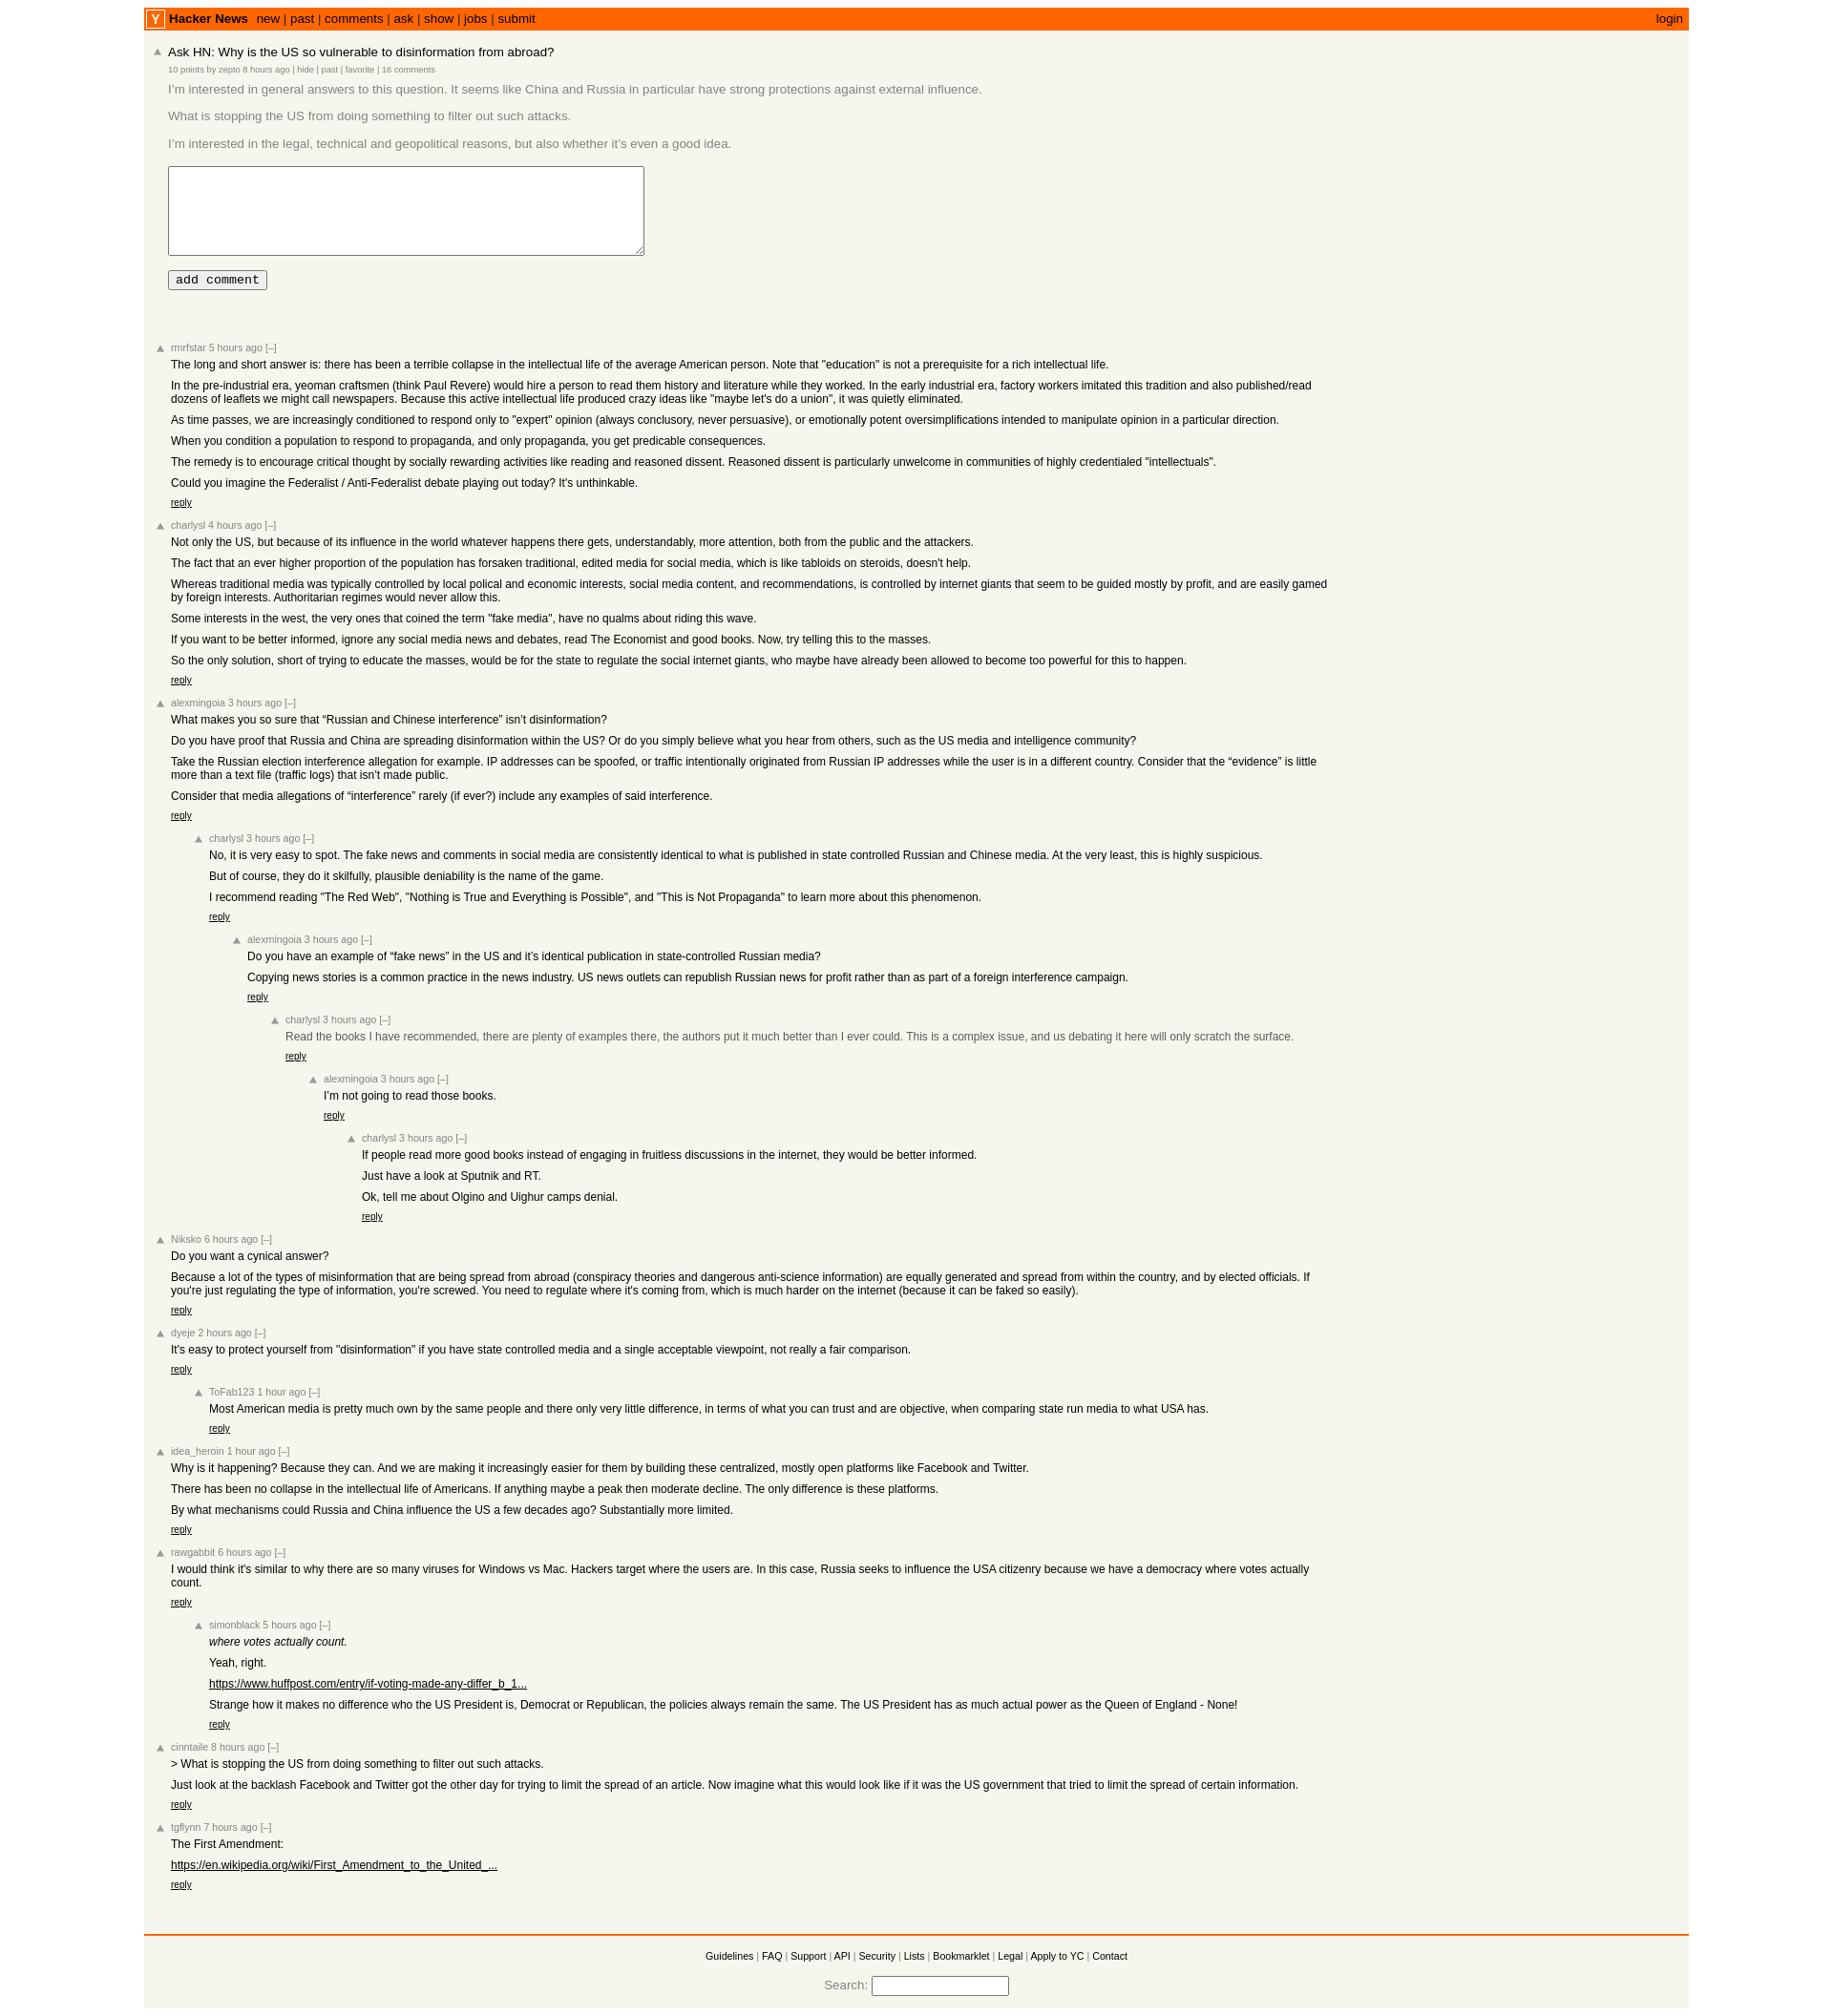 Y Hacker News new | past | comments | ask | show | jobs | submit login
Ask HN: Why is the US so vulnerable to disinformation from abroad?
10 points by zepto 8 hours ago | hide | past | favorite | 16 comments
I’m interested in general answers to this question. It seems like China and Russia in particular have strong protections against external influence.
What is stopping the US from doing something to filter out such attacks.
I’m interested in the legal, technical and geopolitical reasons, but also whether it’s even a good idea.
add comment
rmrfstar 5 hours ago [–]
The long and short answer is: there has been a terrible collapse in the intellectual life of the average American person. Note that "education" is not a prerequisite for a rich intellectual life.
In the pre-industrial era, yeoman craftsmen (think Paul Revere) would hire a person to read them history and literature while they worked. In the early industrial era, factory workers imitated this tradition and also published/read
dozens of leaflets we might call newspapers. Because this active intellectual life produced crazy ideas like "maybe let's do a union", it was quietly eliminated.
As time passes, we are increasingly conditioned to respond only to "expert" opinion (always conclusory, never persuasive), or emotionally potent oversimplifications intended to manipulate opinion in a particular direction.
When you condition a population to respond to propaganda, and only propaganda, you get predicable consequences.
The remedy is to encourage critical thought by socially rewarding activities like reading and reasoned dissent. Reasoned dissent is particularly unwelcome in communities of highly credentialed "intellectuals".
Could you imagine the Federalist / Anti-Federalist debate playing out today? It's unthinkable.
reply
charlysl 4 hours ago [–]
Not only the US, but because of its influence in the world whatever happens there gets, understandably, more attention, both from the public and the attackers.
The fact that an ever higher proportion of the population has forsaken traditional, edited media for social media, which is like tabloids on steroids, doesn't help.
Whereas traditional media was typically controlled by local polical and economic interests, social media content, and recommendations, is controlled by internet giants that seem to be guided mostly by profit, and are easily gamed
by foreign interests. Authoritarian regimes would never allow this.
Some interests in the west, the very ones that coined the term "fake media", have no qualms about riding this wave.
If you want to be better informed, ignore any social media news and debates, read The Economist and good books. Now, try telling this to the masses.
So the only solution, short of trying to educate the masses, would be for the state to regulate the social internet giants, who maybe have already been allowed to become too powerful for this to happen.
reply
alexmingoia 3 hours ago [–]
What makes you so sure that “Russian and Chinese interference” isn’t disinformation?
Do you have proof that Russia and China are spreading disinformation within the US? Or do you simply believe what you hear from others, such as the US media and intelligence community?
Take the Russian election interference allegation for example. IP addresses can be spoofed, or traffic intentionally originated from Russian IP addresses while the user is in a different country. Consider that the “evidence” is little
more than a text file (traffic logs) that isn’t made public.
Consider that media allegations of “interference” rarely (if ever?) include any examples of said interference.
reply
charlysl 3 hours ago [–]
No, it is very easy to spot. The fake news and comments in social media are consistently identical to what is published in state controlled Russian and Chinese media. At the very least, this is highly suspicious.
But of course, they do it skilfully, plausible deniability is the name of the game.
I recommend reading "The Red Web", "Nothing is True and Everything is Possible", and "This is Not Propaganda" to learn more about this phenomenon.
reply
alexmingoia 3 hours ago [–]
Do you have an example of “fake news” in the US and it’s identical publication in state-controlled Russian media?
Copying news stories is a common practice in the news industry. US news outlets can republish Russian news for profit rather than as part of a foreign interference campaign.
reply
charlysl 3 hours ago [–]
Read the books I have recommended, there are plenty of examples there, the authors put it much better than I ever could. This is a complex issue, and us debating it here will only scratch the surface.
reply
alexmingoia 3 hours ago [–]
I’m not going to read those books.
reply
charlysl 3 hours ago [–]
If people read more good books instead of engaging in fruitless discussions in the internet, they would be better informed.
Just have a look at Sputnik and RT.
Ok, tell me about Olgino and Uighur camps denial.
reply
Niksko 6 hours ago [–]
Do you want a cynical answer?
Because a lot of the types of misinformation that are being spread from abroad (conspiracy theories and dangerous anti-science information) are equally generated and spread from within the country, and by elected officials. If
you're just regulating the type of information, you're screwed. You need to regulate where it's coming from, which is much harder on the internet (because it can be faked so easily).
reply
dyeje 2 hours ago [–]
It's easy to protect yourself from "disinformation" if you have state controlled media and a single acceptable viewpoint, not really a fair comparison.
reply
ToFab123 1 hour ago [–]
Most American media is pretty much own by the same people and there only very little difference, in terms of what you can trust and are objective, when comparing state run media to what USA has.
reply
idea_heroin 1 hour ago [–]
Why is it happening? Because they can. And we are making it increasingly easier for them by building these centralized, mostly open platforms like Facebook and Twitter.
There has been no collapse in the intellectual life of Americans. If anything maybe a peak then moderate decline. The only difference is these platforms.
By what mechanisms could Russia and China influence the US a few decades ago? Substantially more limited.
reply
rawgabbit 6 hours ago [–]
I would think it's similar to why there are so many viruses for Windows vs Mac. Hackers target where the users are. In this case, Russia seeks to influence the USA citizenry because we have a democracy where votes actually
count.
reply
simonblack 5 hours ago [–]
where votes actually count.
Yeah, right.
https://www.huffpost.com/entry/if-voting-made-any-differ_b_1...
Strange how it makes no difference who the US President is, Democrat or Republican, the policies always remain the same. The US President has as much actual power as the Queen of England - None!
reply
cinntaile 8 hours ago [–]
> What is stopping the US from doing something to filter out such attacks.
Just look at the backlash Facebook and Twitter got the other day for trying to limit the spread of an article. Now imagine what this would look like if it was the US government that tried to limit the spread of certain information.
reply
tgflynn 7 hours ago [–]
The First Amendment:
https://en.wikipedia.org/wiki/First_Amendment_to_the_United_...
reply
Guidelines | FAQ | Support | API | Security | Lists | Bookmarklet | Legal | Apply to YC | Contact
Search: